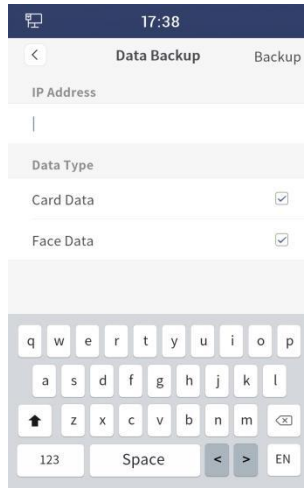 17:38
Data Backup Backup
IP Address
Data Type
Card Data
Face Data
q w e r t y u i o p
a s d f g h j k l
z x c v b n m
123 Space < > EN